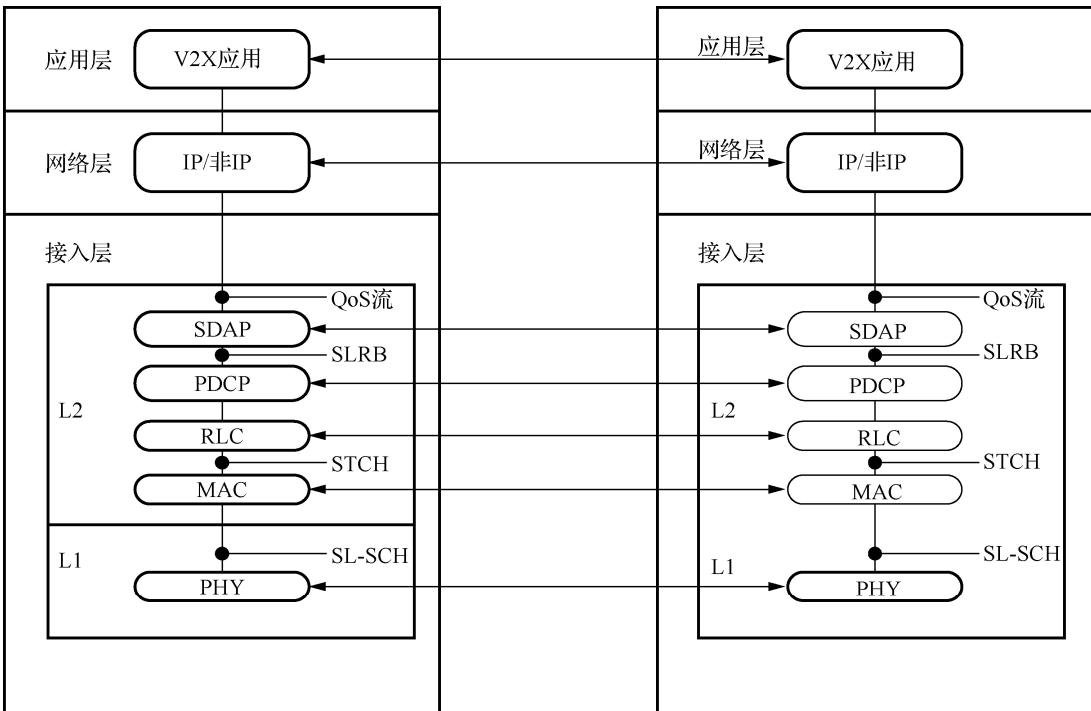 应用层
V2X应用
网络层
IP/非IP
接入层
QoS流
SDAP
SLRB
PDCP
L2
RLC
STCH
MAC
SL-SCH
L1
PHY
应用层
V2X应用
网络层
IP/非IP
接入层
QoS流
SDAP
SLRB
PDCP
L2
RLC
STCH
MAC
SL-SCH
L1
PHY